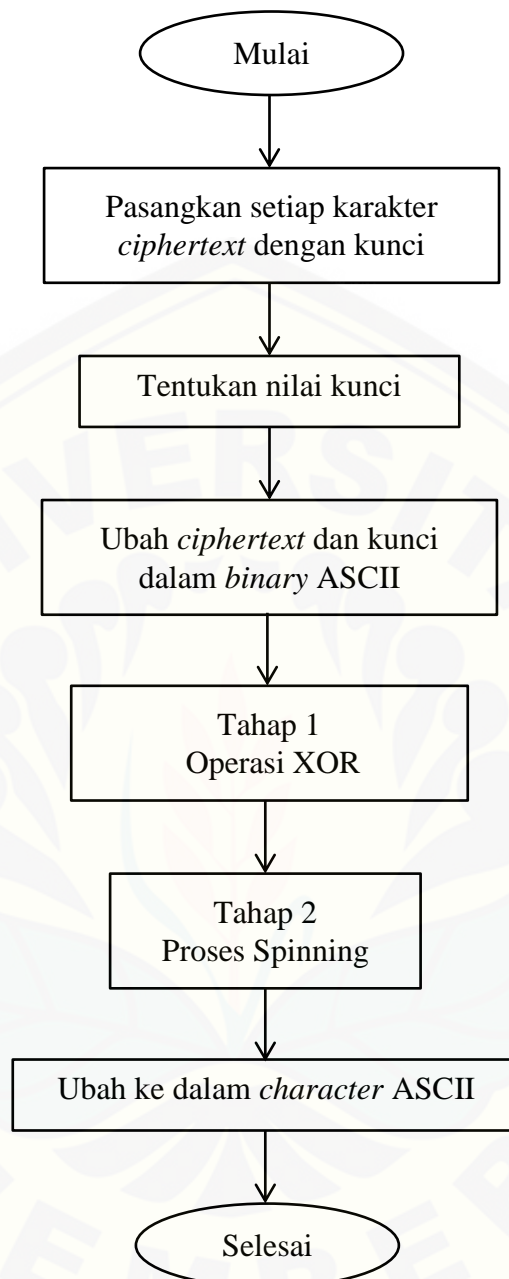 Mulai
Pasangkan setiap karakter
ciphertext dengan kunci
Tentukan nilai kunci
Ubah ciphertext dan kunci
dalam binary ASCII
Tahap 1
Operasi XOR
Tahap 2
Proses Spinning
Ubah ke dalam character ASCII
Selesai